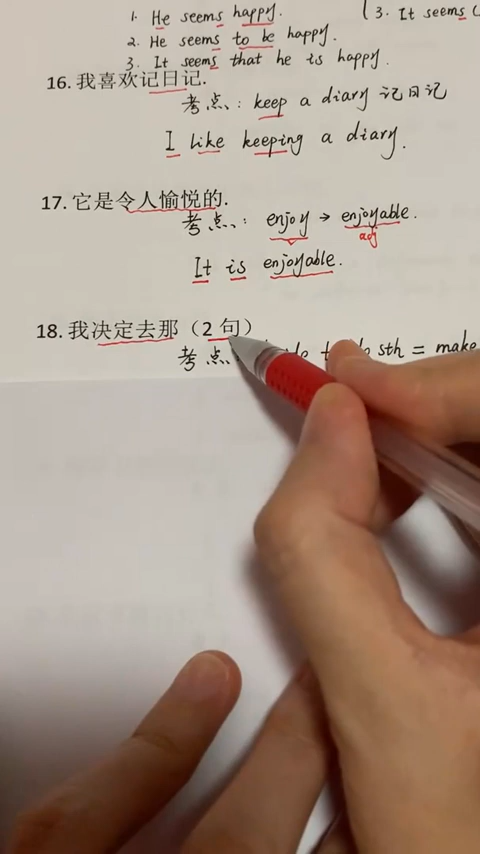 1. He seems happy. ( 3. It seems
2. He seems to be happy.
3. It seems that he is happy.
16. 我喜欢记日记.
考点: keep a diary 记日记
I like keeping a diary.
17. 它是令人愉悦的.
考点: enjoy → enjoyable.
adj
It is enjoyable.
18. 我决定去那（2 句）
考点 sth = make